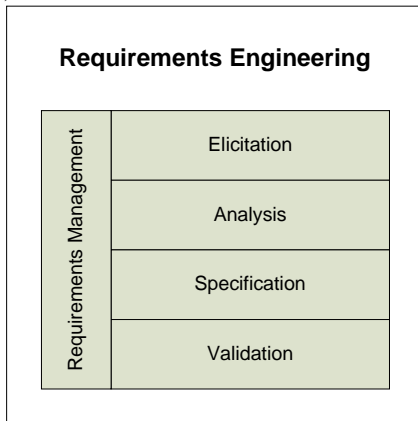 Requirements Engineering
Requirements Management
Elicitation
Analysis
Specification
Validation